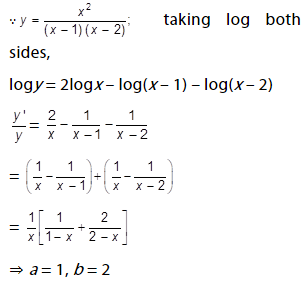 ∵ y = x²/((x – 1)(x – 2)); taking log both
sides,
logy = 2logx – log(x – 1) – log(x – 2)
y'/y = 2/x – 1/(x – 1) – 1/(x – 2)
= (1/x – 1/(x – 1)) + (1/x – 1/(x – 2))
= 1/x [1/(1– x) + 2/(2 – x)]
⇒ a = 1, b = 2